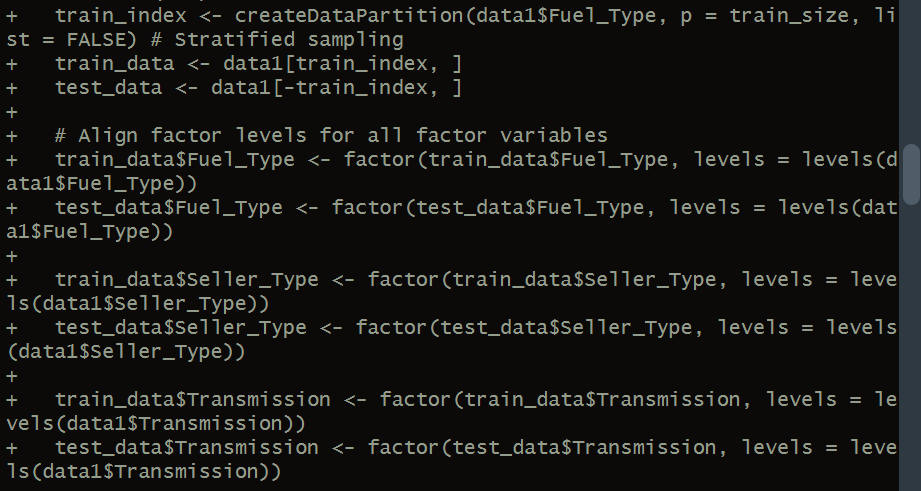 +   train_index <- createDataPartition(data1$Fuel_Type, p = train_size, li
st = FALSE) # Stratified sampling
+   train_data <- data1[train_index, ]
+   test_data <- data1[-train_index, ]
+
+   # Align factor levels for all factor variables
+   train_data$Fuel_Type <- factor(train_data$Fuel_Type, levels = levels(d
ata1$Fuel_Type))
+   test_data$Fuel_Type <- factor(test_data$Fuel_Type, levels = levels(dat
a1$Fuel_Type))
+
+   train_data$Seller_Type <- factor(train_data$Seller_Type, levels = leve
ls(data1$Seller_Type))
+   test_data$Seller_Type <- factor(test_data$Seller_Type, levels = levels
(data1$Seller_Type))
+
+   train_data$Transmission <- factor(train_data$Transmission, levels = le
vels(data1$Transmission))
+   test_data$Transmission <- factor(test_data$Transmission, levels = leve
ls(data1$Transmission))